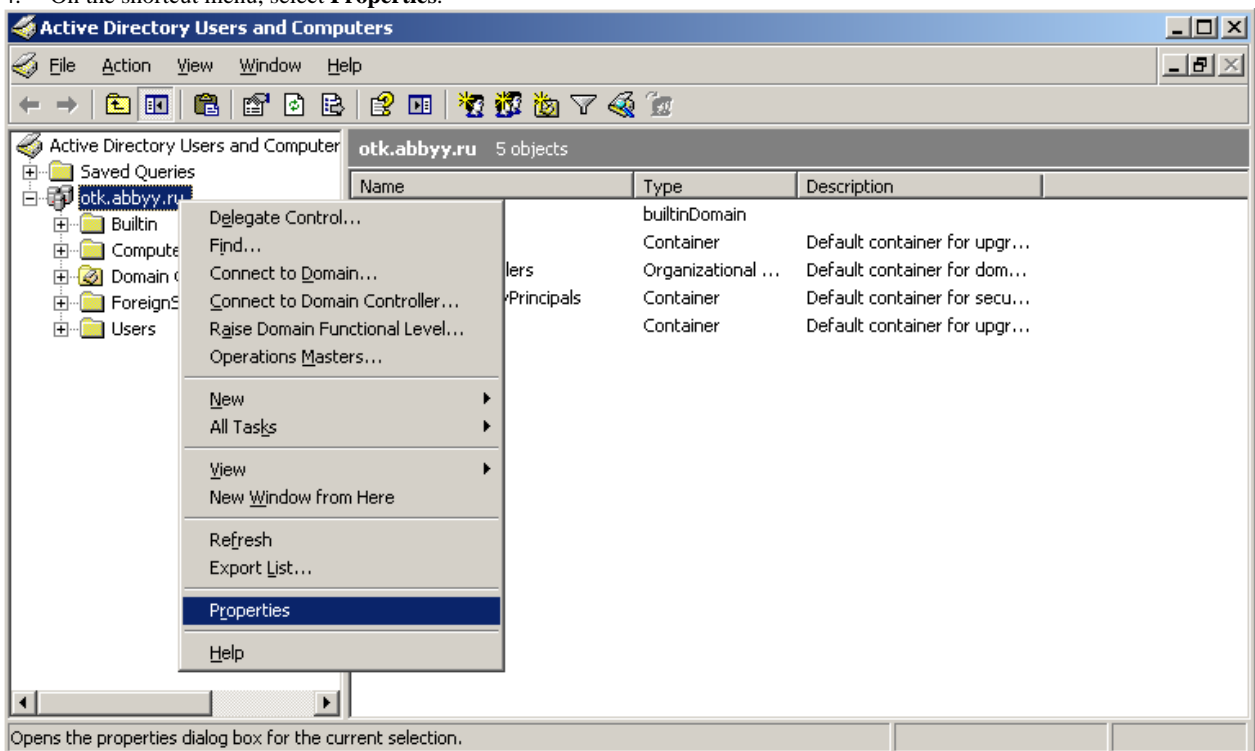 On the shortcut menu, select Properties.
Active Directory Users and Computers
File Action View Window Help
Active Directory Users and Computer
Saved Queries
otk.abbyy.ru
Builtin
Compute
Domain
ForeignS
Users
otk.abbyy.ru 5 objects
Name Type Description
builtinDomain
Container Default container for upgr...
lers Organizational ... Default container for dom...
Principals Container Default container for secu...
Container Default container for upgr...
Delegate Control...
Find...
Connect to Domain...
Connect to Domain Controller...
Raise Domain Functional Level...
Operations Masters...
New
All Tasks
View
New Window from Here
Refresh
Export List...
Properties
Help
Opens the properties dialog box for the current selection.